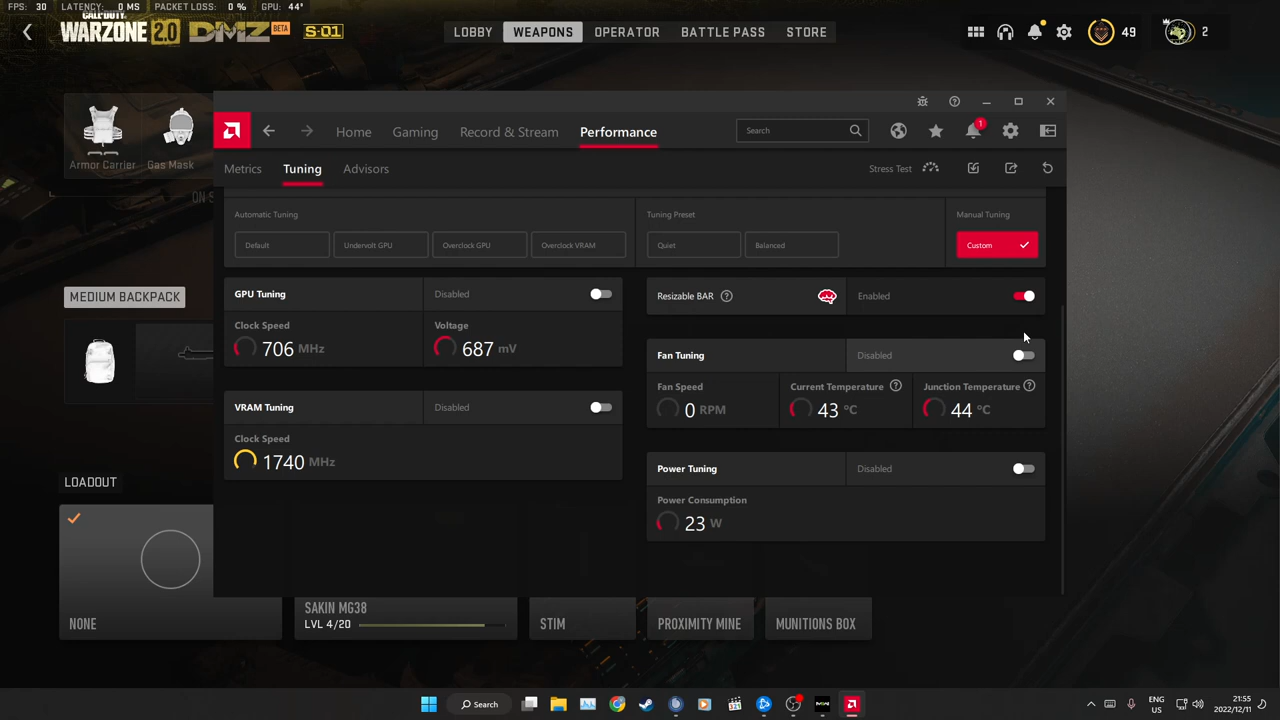 FPS: 30 LATENCY: 0 MS PACKET LOSS: 0 % GPU: 44°
CALL OF DUTY
WARZONE 2.0 DMZ BETA S-01
LOBBY WEAPONS OPERATOR BATTLE PASS STORE
49
2
Armor Carrier Gas Mask
ON S
MEDIUM BACKPACK
LOADOUT
NONE
SAKIN MG38
LVL 4/20
STIM
PROXIMITY MINE
MUNITIONS BOX
Home Gaming Record & Stream Performance
Search
1
Metrics Tuning Advisors
Stress Test
Automatic Tuning
Default Undervolt GPU Overclock GPU Overclock VRAM
Tuning Preset
Quiet Balanced
Manual Tuning
Custom
GPU Tuning Disabled
Clock Speed Voltage
706 MHz 687 mV
VRAM Tuning Disabled
Clock Speed
1740 MHz
Resizable BAR Enabled
Fan Tuning Disabled
Fan Speed Current Temperature Junction Temperature
0 RPM 43 °C 44 °C
Power Tuning Disabled
Power Consumption
23 W
Search
ENG
US
21:55
2022/12/11